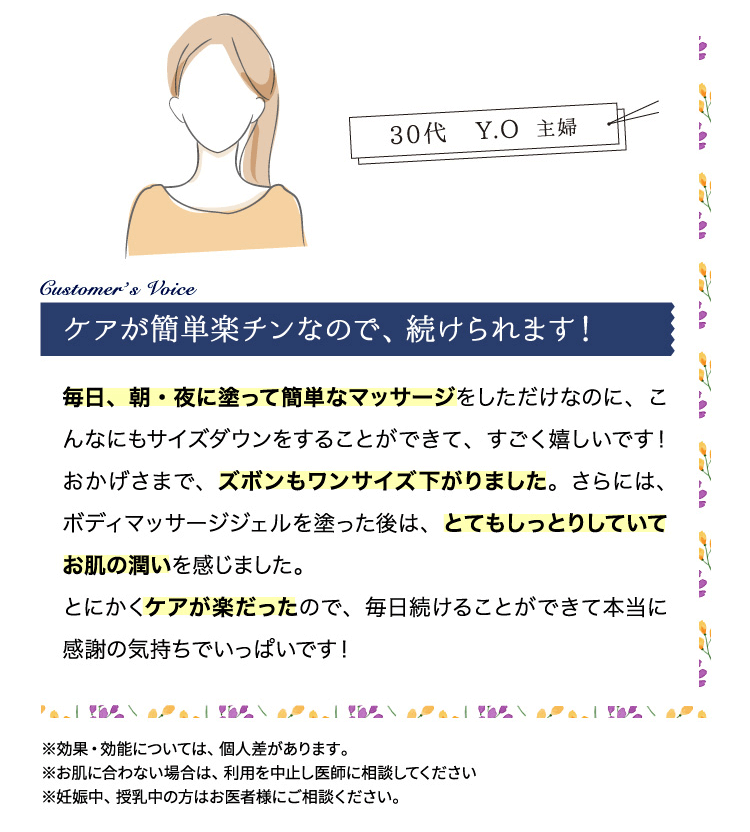 30代 Y.O 主婦
Customer's Voice
ケアが簡単楽チンなので、続けられます！
毎日、朝・夜に塗って簡単なマッサージをしただけなのに、こ
んなにもサイズダウンをすることができて、すごく嬉しいです！
おかげさまで、ズボンもワンサイズ下がりました。さらには、
ボディマッサージジェルを塗った後は、とてもしっとりしていて
お肌の潤いを感じました。
とにかくケアが楽だったので、毎日続けることができて本当に
感謝の気持ちでいっぱいです！
※効果・効能については、個人差があります。
※お肌に合わない場合は、利用を中止し医師に相談してください
※妊娠中、授乳中の方はお医者様にご相談ください。